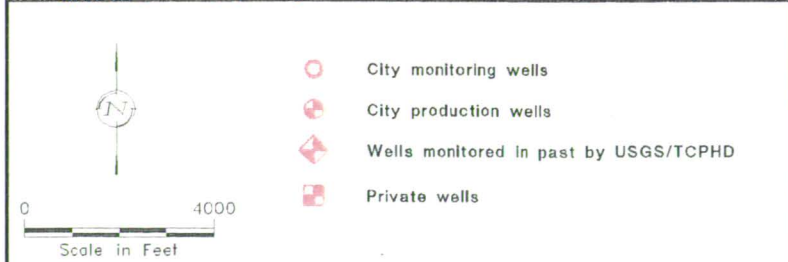 N
City monitoring wells
City production wells
Wells monitored in past by USGS/TCPHD
Private wells
0 4000
Scale in Feet